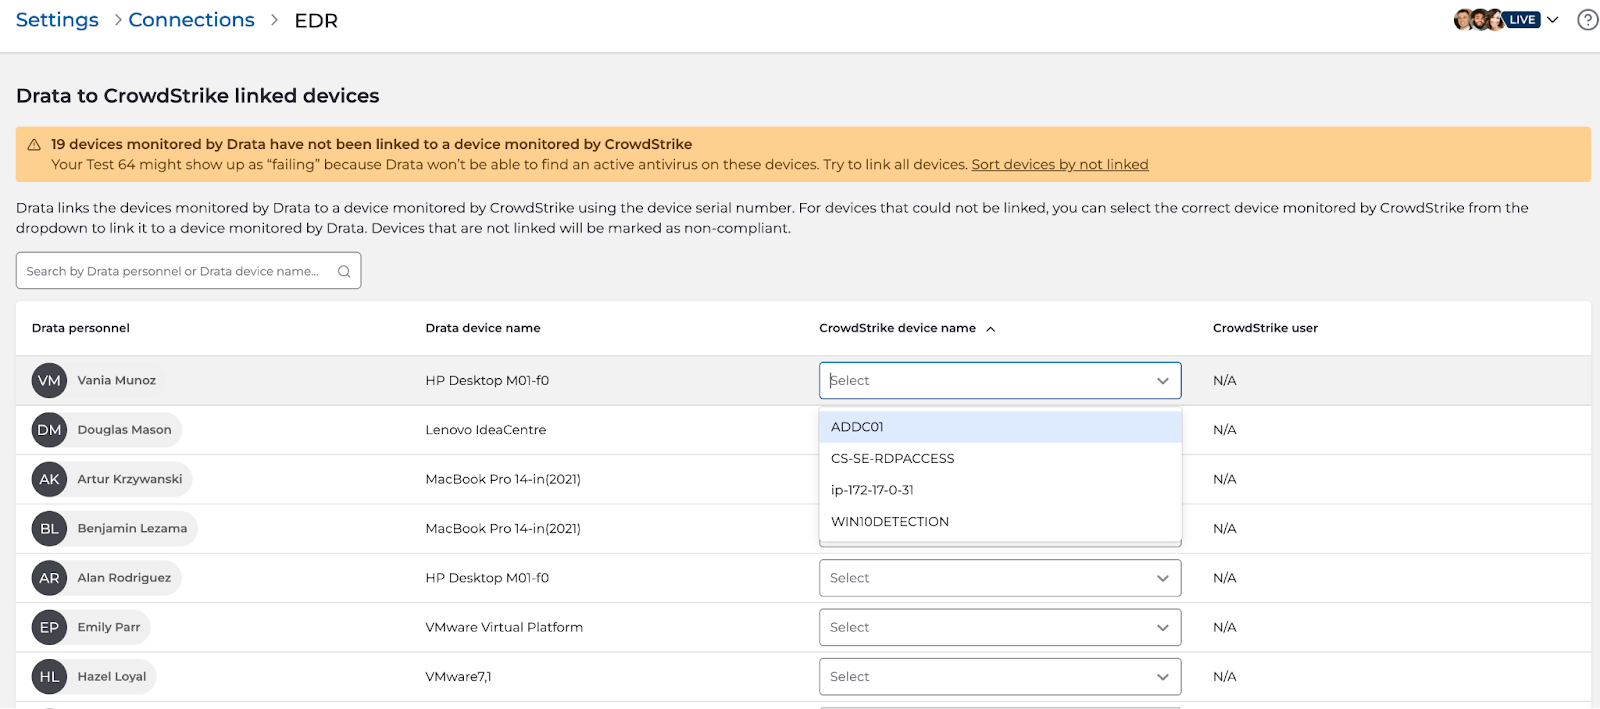 Settings > Connections > EDR
LIVE
?
Drata to CrowdStrike linked devices
19 devices monitored by Drata have not been linked to a device monitored by CrowdStrike
Your Test 64 might show up as “failing” because Drata won’t be able to find an active antivirus on these devices. Try to link all devices. Sort devices by not linked
Drata links the devices monitored by Drata to a device monitored by CrowdStrike using the device serial number. For devices that could not be linked, you can select the correct device monitored by CrowdStrike from the
dropdown to link it to a device monitored by Drata. Devices that are not linked will be marked as non-compliant.
Search by Drata personnel or Drata device name...
Drata personnel Drata device name CrowdStrike device name CrowdStrike user
VM Vania Munoz HP Desktop M01-f0 Select N/A
ADDC01
DM Douglas Mason Lenovo IdeaCentre N/A
CS-SE-RDPACCESS
AK Artur Krzywanski MacBook Pro 14-in(2021) N/A
ip-172-17-0-31
WIN10DETECTION
BL Benjamin Lezama MacBook Pro 14-in(2021) N/A
AR Alan Rodriguez HP Desktop M01-f0 Select N/A
EP Emily Parr VMware Virtual Platform Select N/A
HL Hazel Loyal VMware7,1 Select N/A